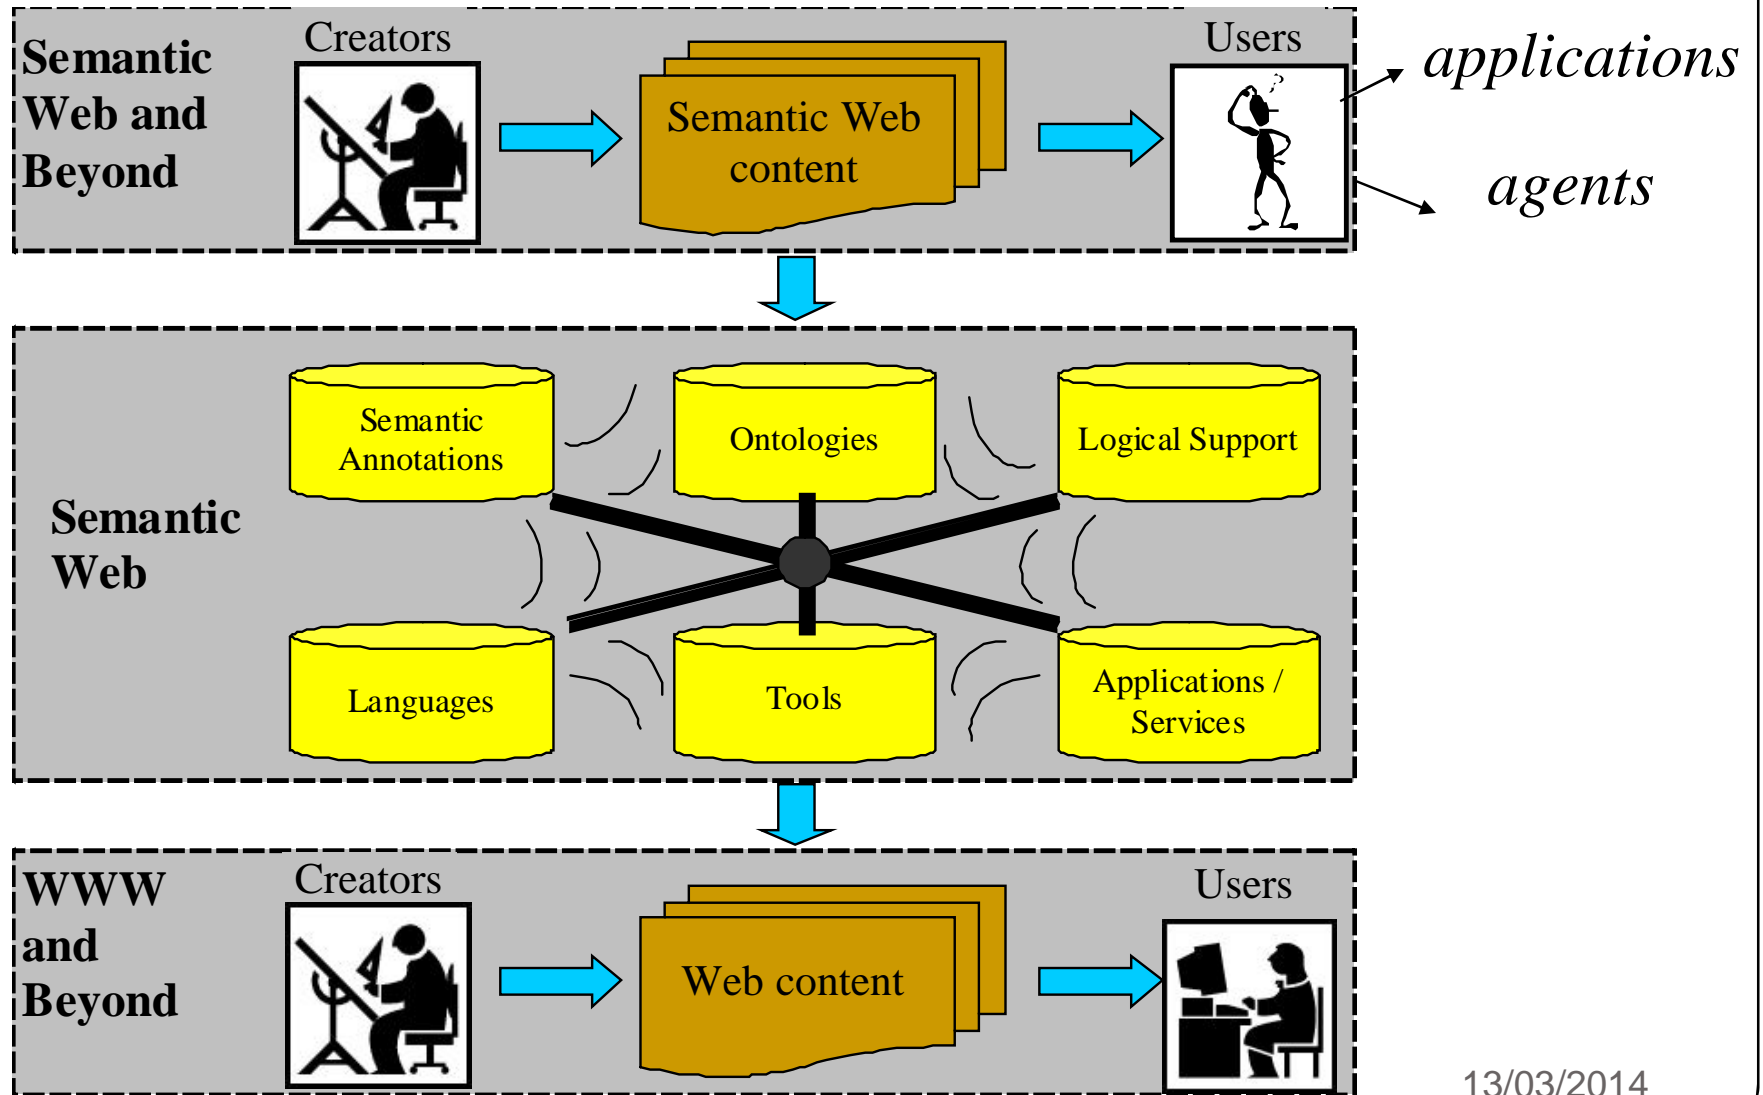 Semantic
Web and
Beyond
Creators
Semantic Web
content
Users
?
applications
agents
Semantic
Web
Semantic
Annotations
Ontologies
Logical Support
Languages
Tools
Applications /
Services
WWW
and
Beyond
Creators
Web content
Users
13/03/2014